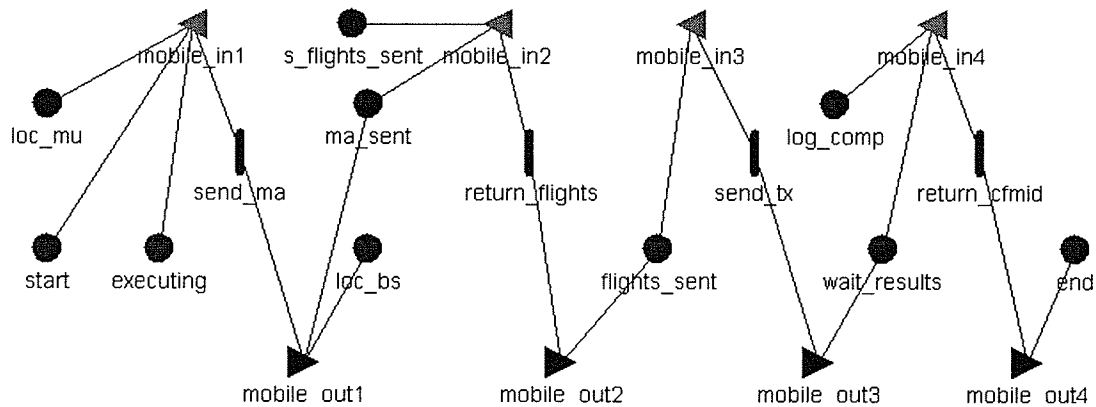 mobile_in1
s_flights_sent
mobile_in2
mobile_in3
mobile_in4
loc_mu
ma_sent
log_comp
send_ma
return_flights
send_tx
return_cfmid
start
executing
loc_bs
flights_sent
wait_results
end
mobile_out1
mobile_out2
mobile_out3
mobile_out4